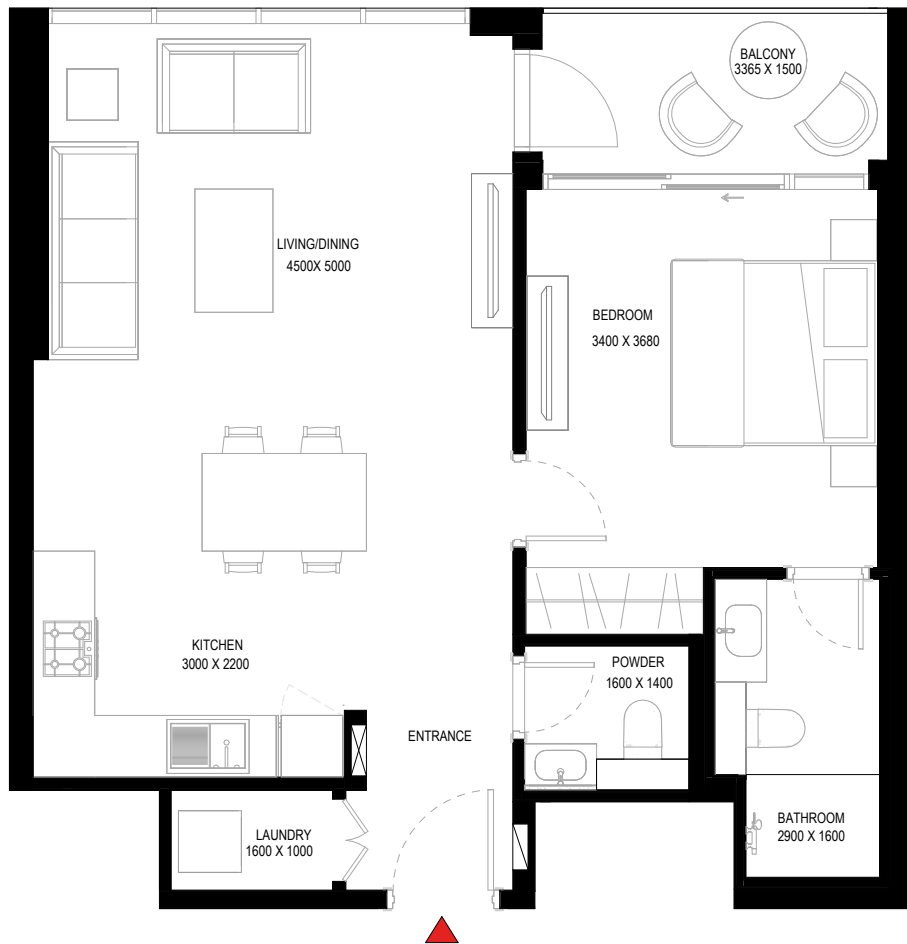 BALCONY
3365 X 1500
LIVING/DINING
4500X 5000
BEDROOM
3400 X 3680
KITCHEN
3000 X 2200
POWDER
1600 X 1400
ENTRANCE
LAUNDRY
1600 X 1000
BATHROOM
2900 X 1600